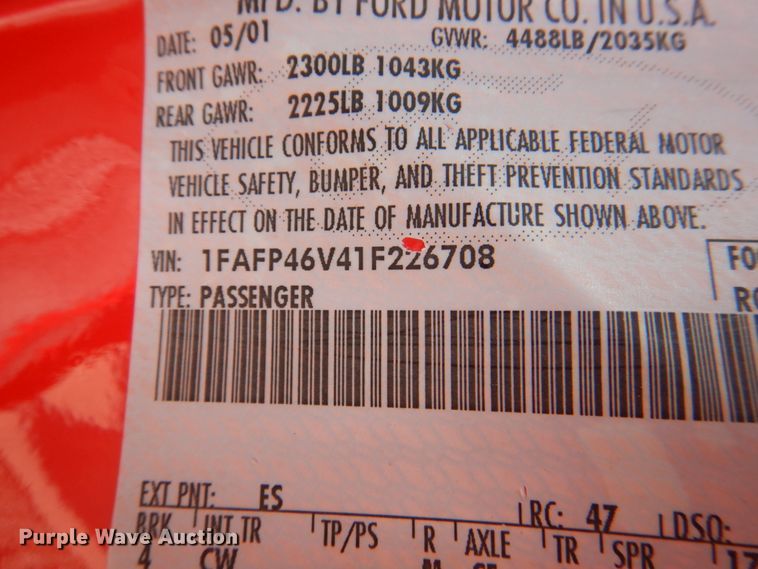 MFD. BY FORD MOTOR CO. IN U.S.A.
DATE: 05/01 GVWR: 4488LB/2035KG
FRONT GAWR: 2300LB 1043KG
REAR GAWR: 2225LB 1009KG
THIS VEHICLE CONFORMS TO ALL APPLICABLE FEDERAL MOTOR
VEHICLE SAFETY, BUMPER, AND THEFT PREVENTION STANDARDS
IN EFFECT ON THE DATE OF MANUFACTURE SHOWN ABOVE.
VIN: 1FAFP46V41F226708 FO
TYPE: PASSENGER RO
EXT PNT: ES RC: 47 DSO:
BRK INT TR TP/PS R AXLE TR SPR
4 CW 17
Purple Wave Auction